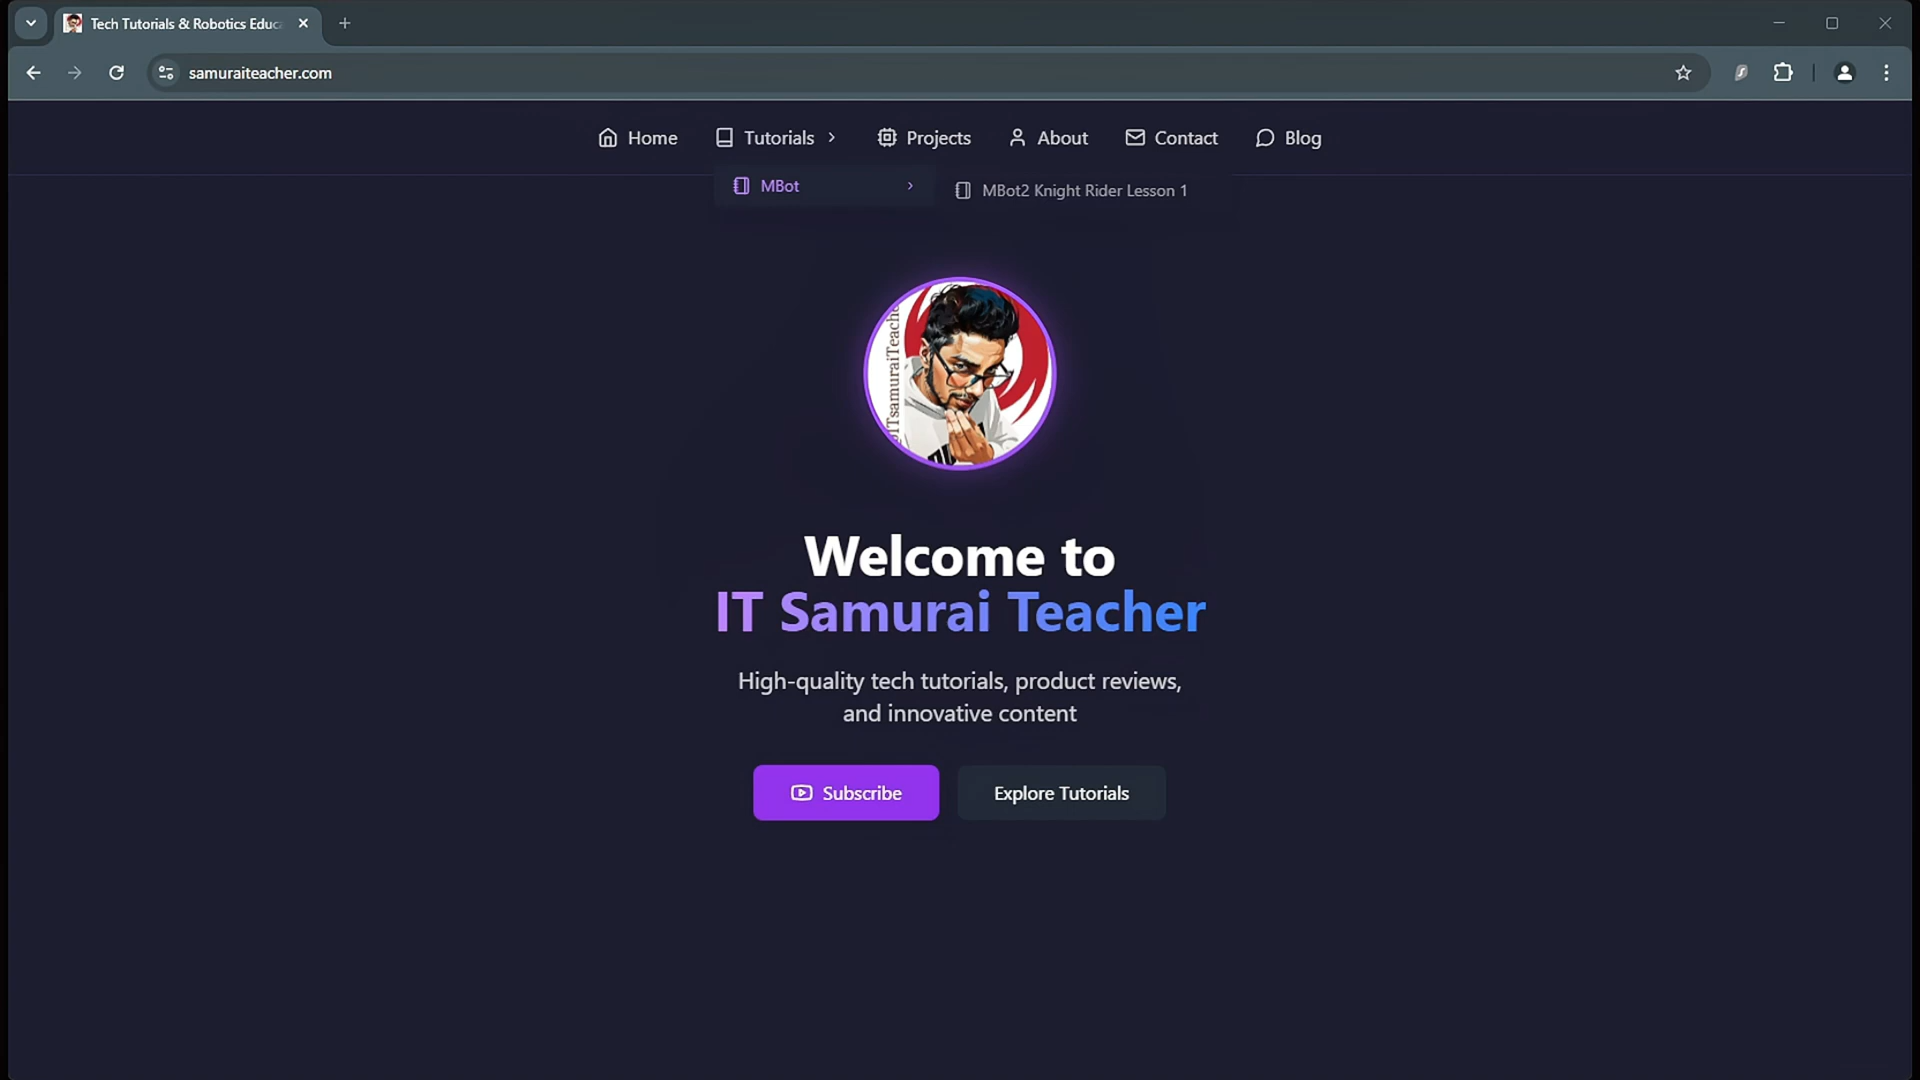 Tech Tutorials & Robotics Educ
samuraiteacher.com
Home Tutorials Projects About Contact Blog
MBot MBot2 Knight Rider Lesson 1
@ITsamuraiTeache
Welcome to
IT Samurai Teacher
High-quality tech tutorials, product reviews,
and innovative content
Subscribe Explore Tutorials